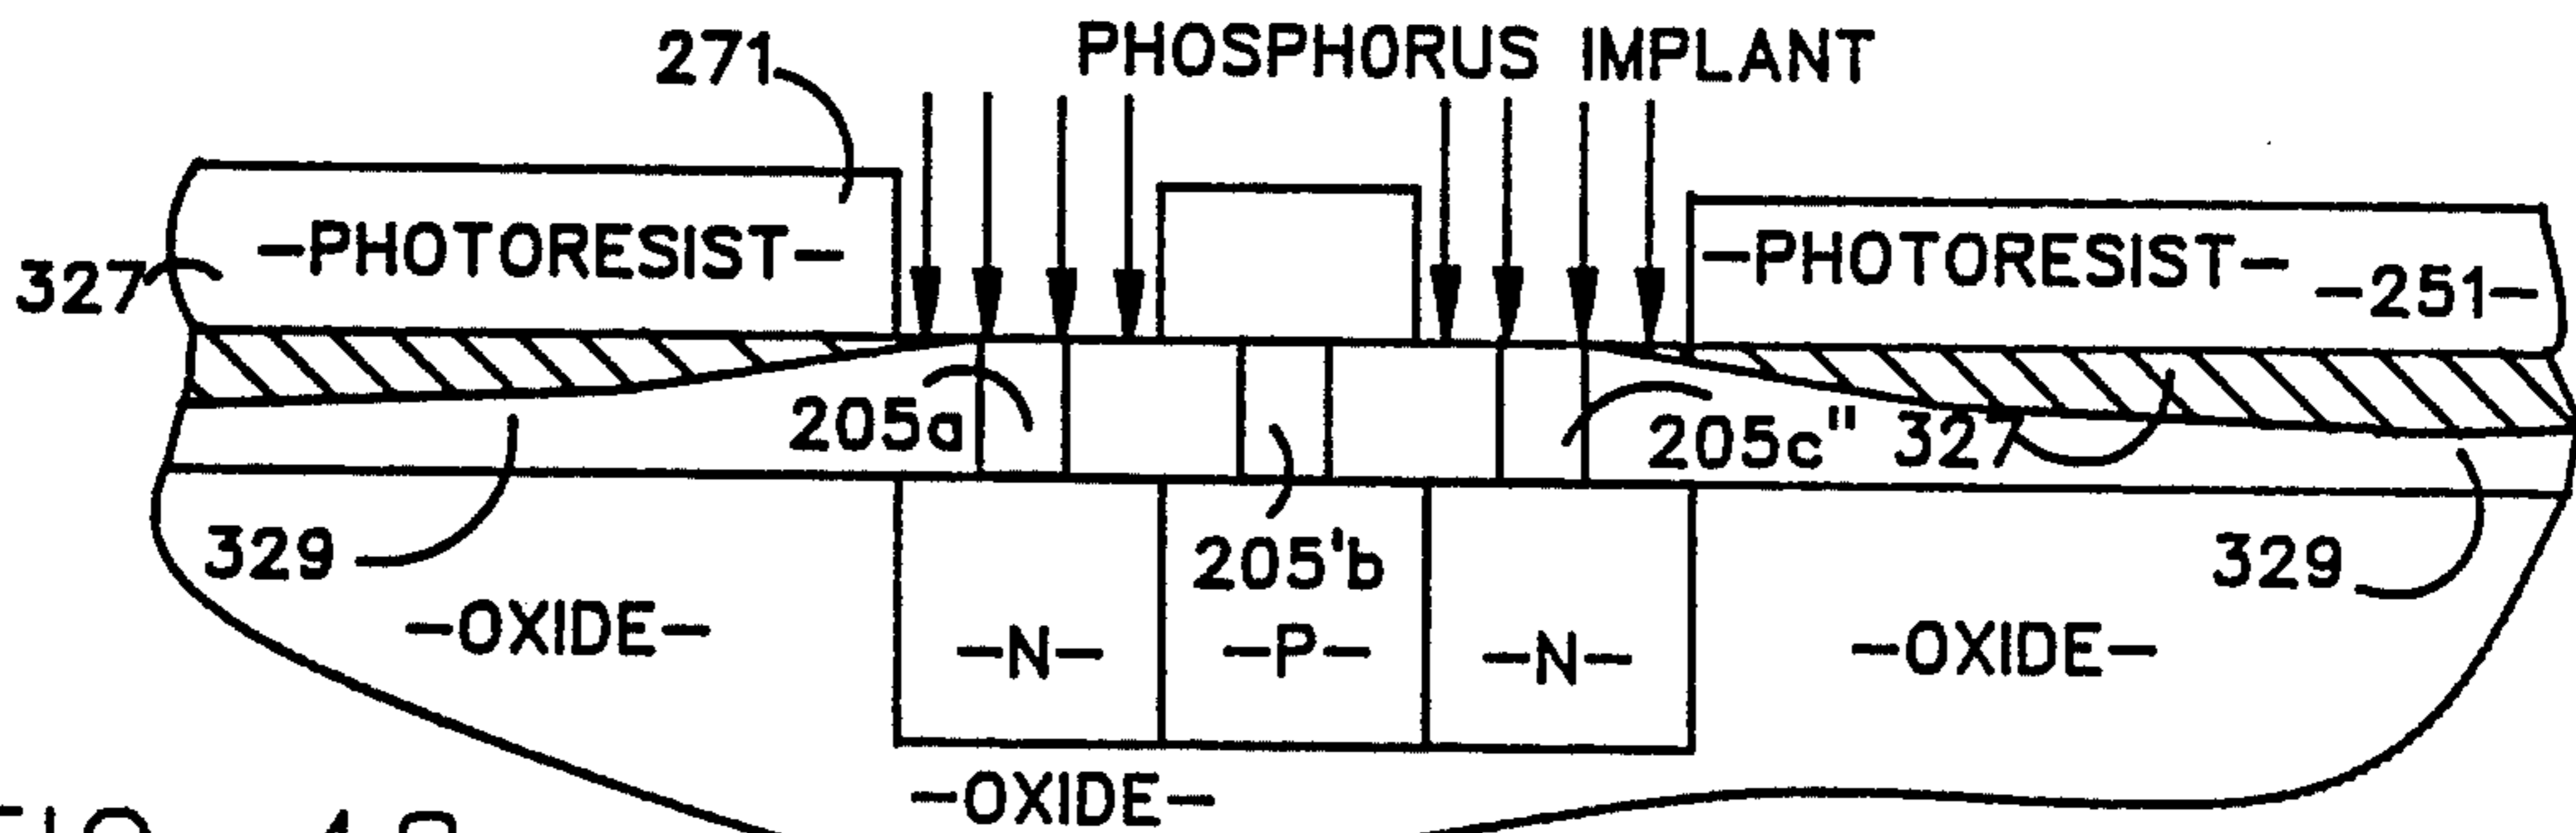 PHOSPHORUS IMPLANT
271
-PHOTORESIST-
-PHOTORESIST-
-251-
327
205a
205c"
327
329
205'b
329
-OXIDE-
-N-
-P-
-N-
-OXIDE-
-OXIDE-